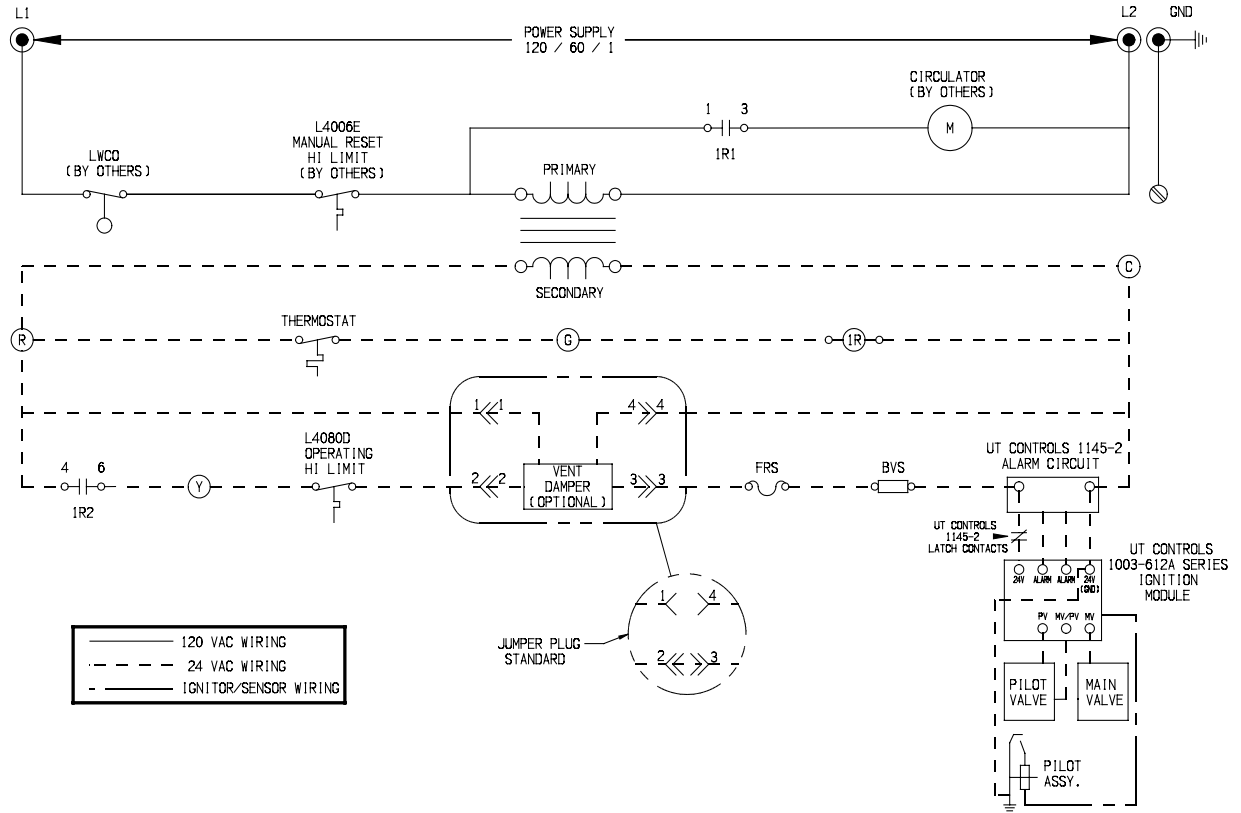 L1
L2
GND
POWER SUPPLY
120 / 60 / 1
CIRCULATOR
(BY OTHERS)
1
3
M
1R1
L4006E
MANUAL RESET
HI LIMIT
(BY OTHERS)
LWCO
(BY OTHERS)
PRIMARY
SECONDARY
C
THERMOSTAT
R
G
1R
1
1
4
4
L4080D
OPERATING
HI LIMIT
4
6
1R2
Y
2
2
VENT
DAMPER
(OPTIONAL)
3
3
FRS
BVS
UT CONTROLS 1145-2
ALARM CIRCUIT
UT CONTROLS
1145-2
LATCH CONTACTS
UT CONTROLS
1003-612A SERIES
IGNITION
MODULE
24V
ALARM
ALARM
24V
(GND)
PV
MV/PV
MV
1
4
2
3
JUMPER PLUG
STANDARD
120 VAC WIRING
24 VAC WIRING
IGNITOR/SENSOR WIRING
PILOT
VALVE
MAIN
VALVE
PILOT
ASSY.